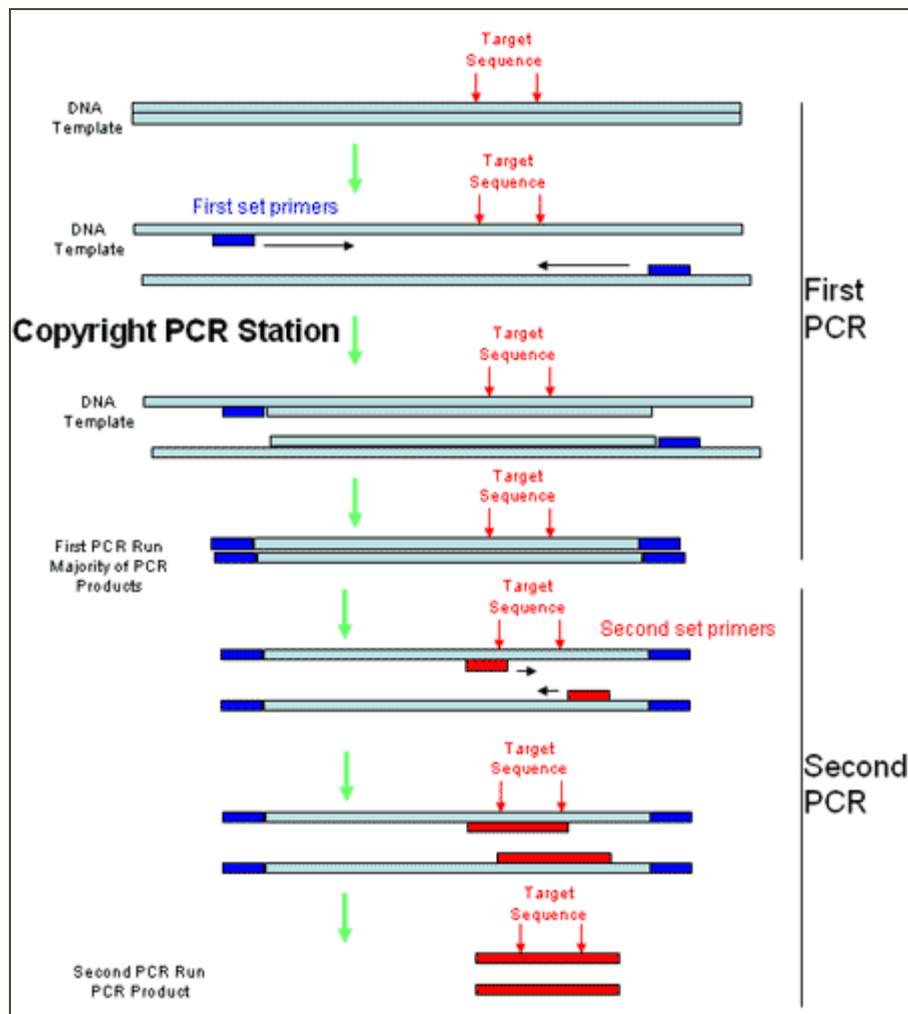 Target
Sequence
DNA
Template
Target
Sequence
First set primers
DNA
Template
First
PCR
Copyright PCR Station
Target
Sequence
DNA
Template
Target
Sequence
First PCR Run
Majority of PCR
Products
Target
Sequence
Second set primers
Target
Sequence
Second
PCR
Target
Sequence
Second PCR Run
PCR Product